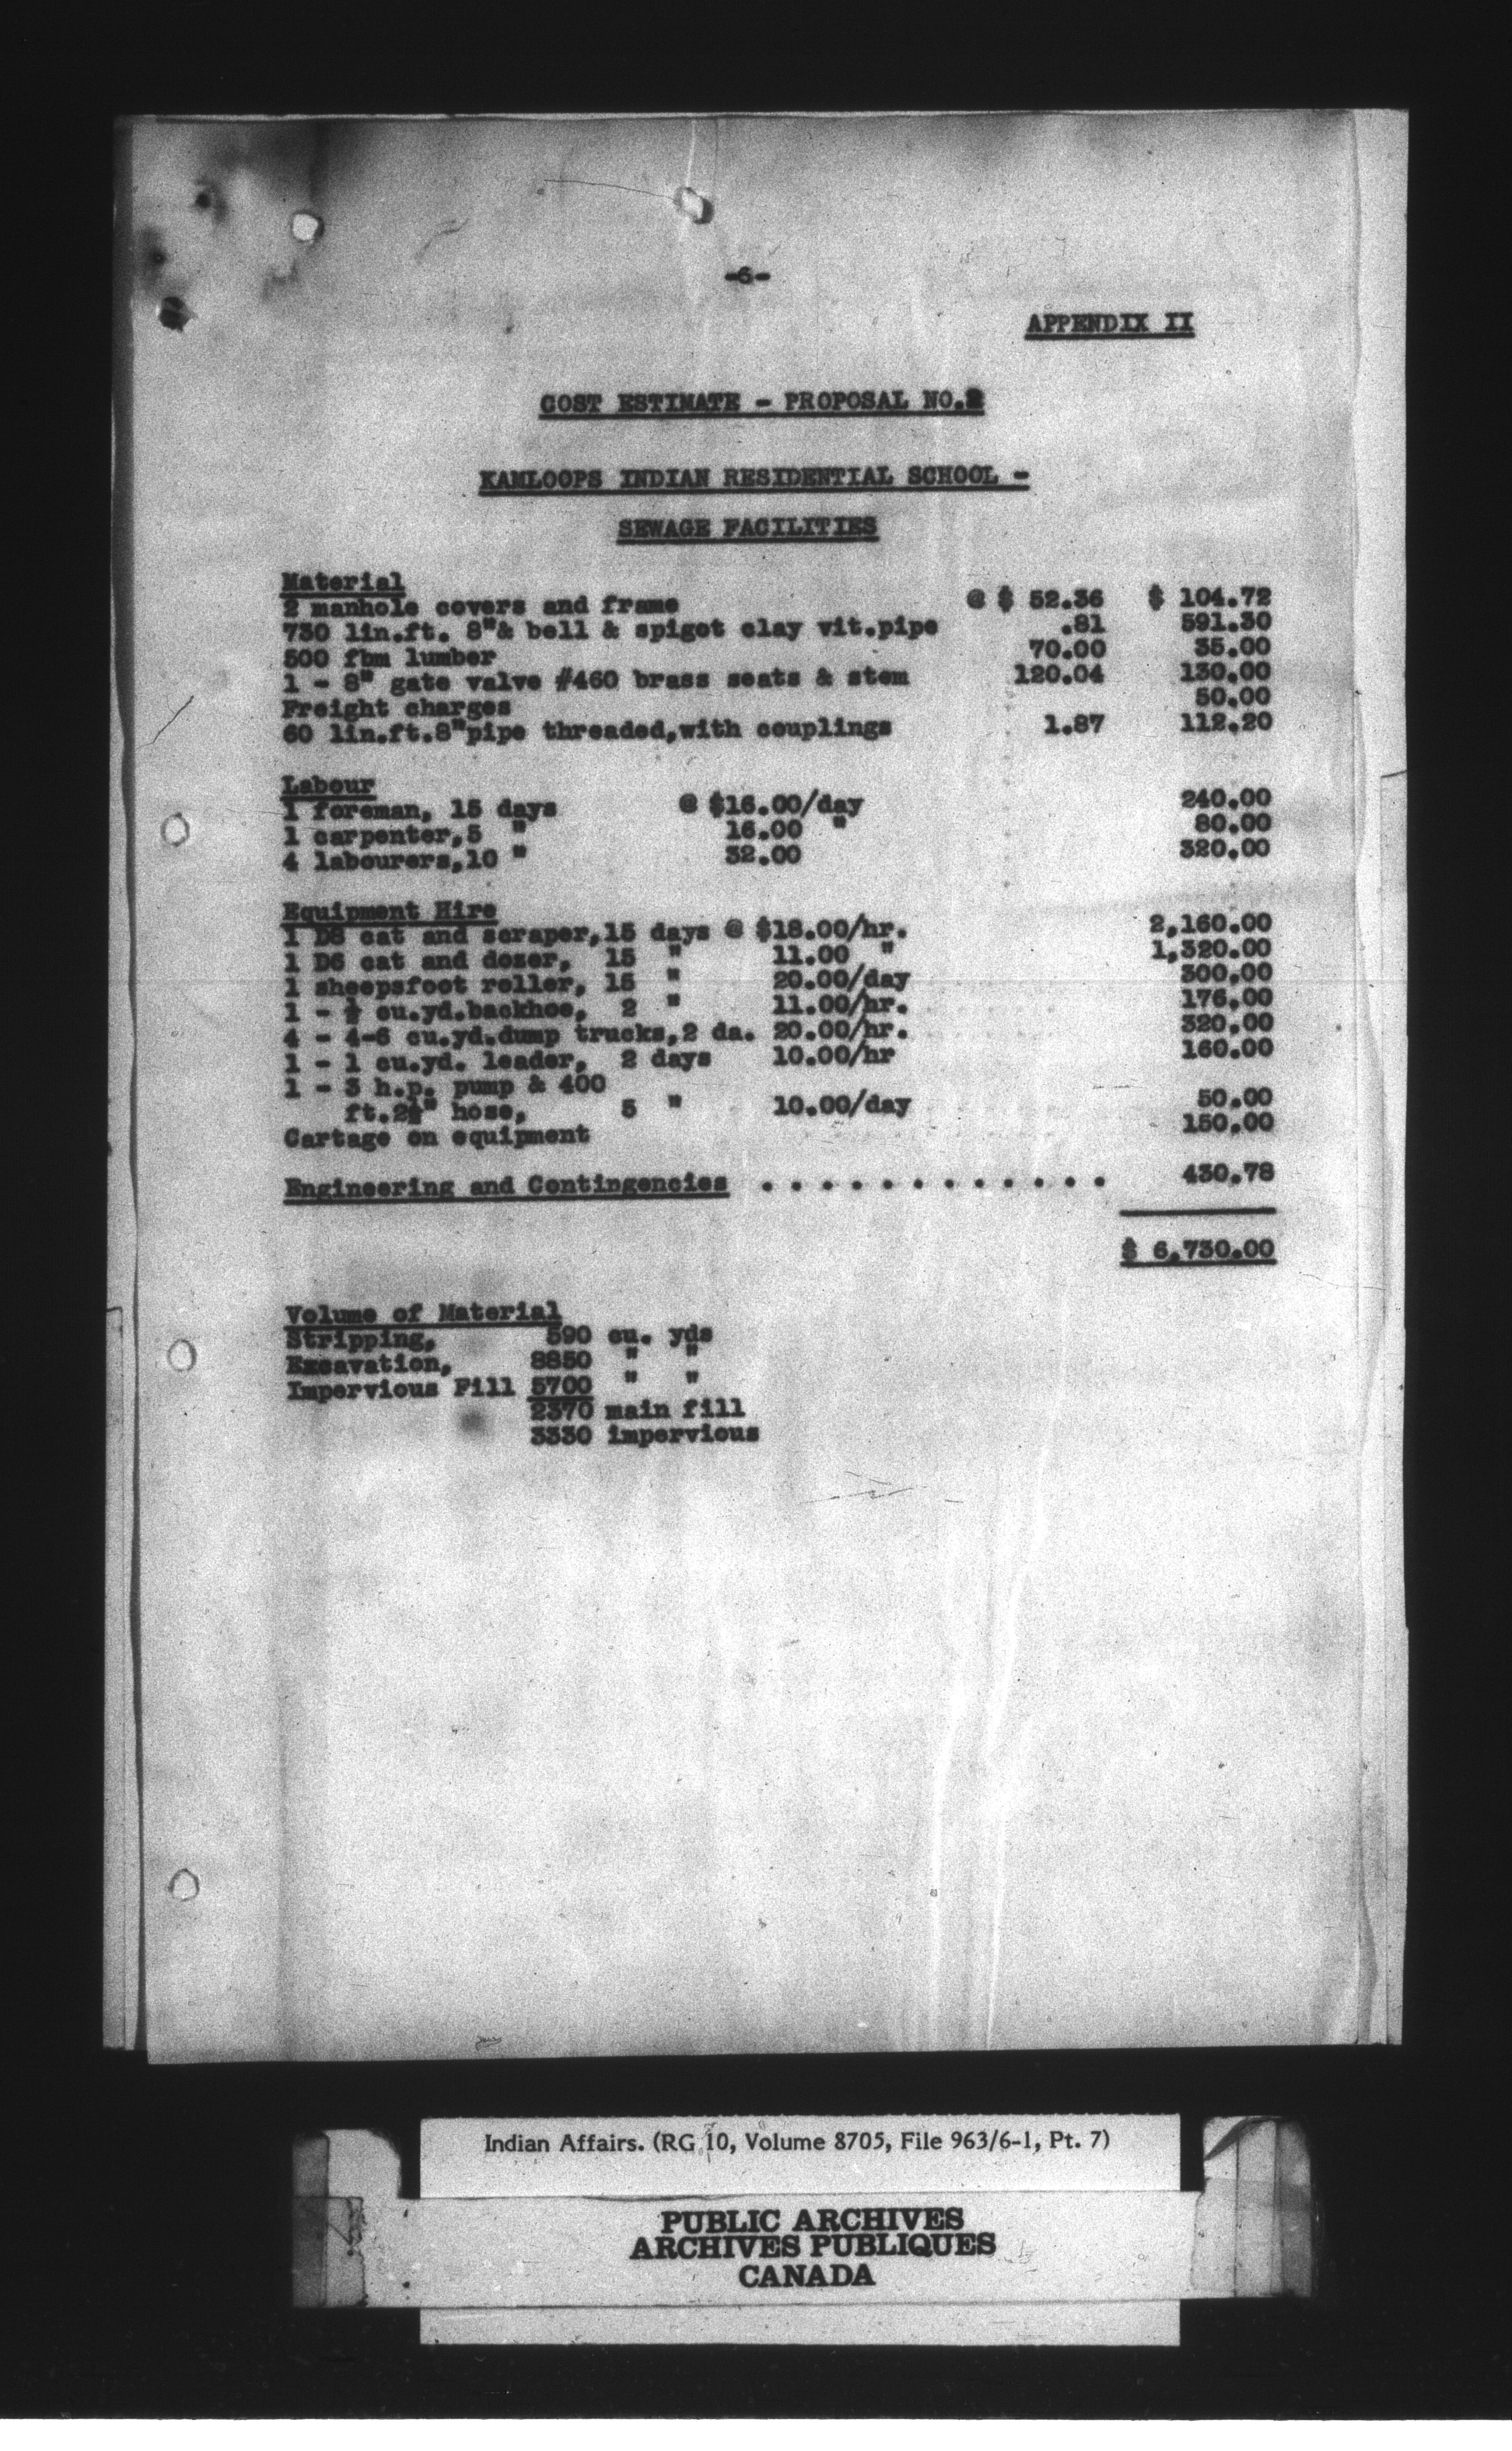 -6-
APPENDIX II
COST ESTIMATE - PROPOSAL NO.2
KAMLOOPS INDIAN RESIDENTIAL SCHOOL -
SEWAGE FACILITIES
Material
2 manhole covers and frame @ $ 52.36 $ 104.72
730 lin.ft. 8"& bell & spigot clay vit.pipe .81 591.30
500 fbm lumber 70.00 35.00
1 - 8" gate valve #460 brass seats & stem 120.04 130.00
Freight charges 50.00
60 lin.ft.8"pipe threaded,with couplings 1.87 112.20
Labour
1 foreman, 15 days @ $16.00/day 240.00
1 carpenter,5 " 16.00 " 80.00
4 labourers,10 " 32.00 320.00
Equipment Hire
1 D8 cat and scraper,15 days @ $18.00/hr. 2,160.00
1 D6 cat and dozer, 15 " 11.00 " 1,320.00
1 sheepsfoot roller, 15 " 20.00/day 300.00
1 - ½ cu.yd.backhoe, 2 " 11.00/hr. 176.00
4 - 4-6 cu.yd.dump trucks,2 da. 20.00/hr. 320.00
1 - 1 cu.yd. loader, 2 days 10.00/hr 160.00
1 - 3 h.p. pump & 400
ft.2½" hose, 5 " 10.00/day 50.00
Cartage on equipment 150.00
Engineering and Contingencies . . . . . . . . . . . . 430.78
$ 6,730.00
Volume of Material
Stripping, 590 cu. yds
Excavation, 8850 " "
Impervious Fill 5700 " "
2370 main fill
3330 impervious
Indian Affairs. (RG 10, Volume 8705, File 963/6-1, Pt. 7)
PUBLIC ARCHIVES
ARCHIVES PUBLIQUES
CANADA